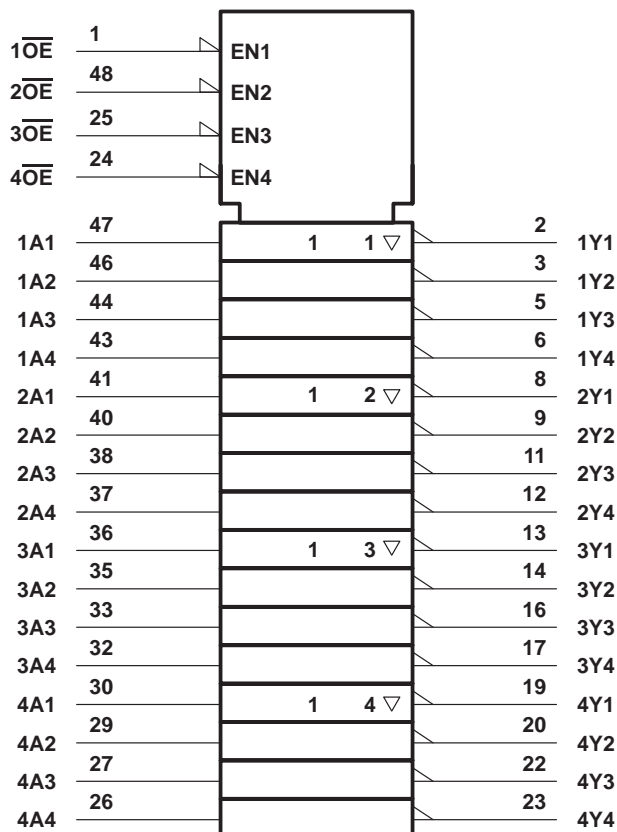 1
1O̅E̅ EN1
48
2O̅E̅ EN2
25
3O̅E̅ EN3
24
4O̅E̅ EN4
47 2
1A1 1 1 ▽ 1Y1
46 3
1A2 1Y2
44 5
1A3 1Y3
43 6
1A4 1Y4
41 8
2A1 1 2 ▽ 2Y1
40 9
2A2 2Y2
38 11
2A3 2Y3
37 12
2A4 2Y4
36 13
3A1 1 3 ▽ 3Y1
35 14
3A2 3Y2
33 16
3A3 3Y3
32 17
3A4 3Y4
30 19
4A1 1 4 ▽ 4Y1
29 20
4A2 4Y2
27 22
4A3 4Y3
26 23
4A4 4Y4